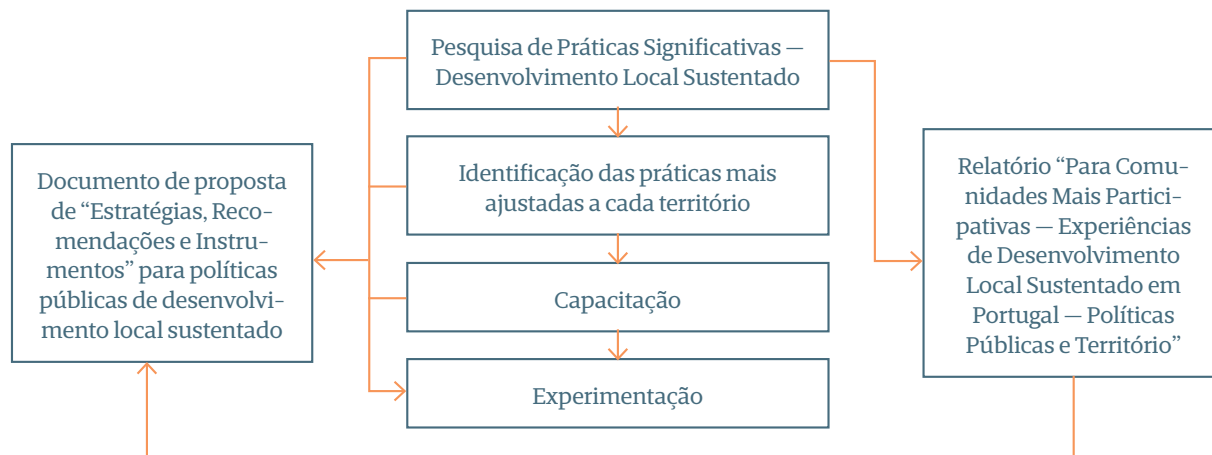 Pesquisa de Práticas Significativas —
Desenvolvimento Local Sustentado
Identificação das práticas mais
ajustadas a cada território
Capacitação
Experimentação
Documento de proposta
de “Estratégias, Reco-
mendações e Instru-
mentos” para políticas
públicas de desenvolvi-
mento local sustentado
Relatório “Para Comu-
nidades Mais Partici-
pativas — Experiências
de Desenvolvimento
Local Sustentado em
Portugal — Políticas
Públicas e Território”